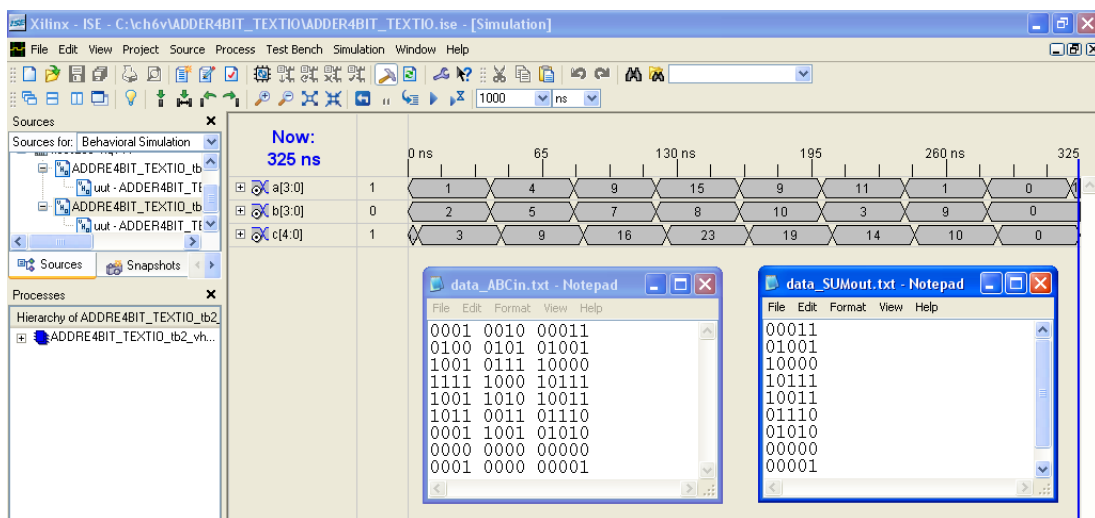 Xilinx - ISE - C:\ch6v\ADDER4BIT_TEXTIO\ADDER4BIT_TEXTIO.ise - [Simulation]
File Edit View Project Source Process Test Bench Simulation Window Help
1000 ns
Sources
Sources for: Behavioral Simulation
ADDRE4BIT_TEXTIO_tb
uut - ADDER4BIT_TE
ADDRE4BIT_TEXTIO_tb
uut - ADDER4BIT_TE
Sources Snapshots
Processes
Hierarchy of ADDRE4BIT_TEXTIO_tb2_
ADDRE4BIT_TEXTIO_tb2_vh...
Now:
325 ns
0 ns 65 130 ns 195 260 ns 325
a[3:0] 1 1 4 9 15 9 11 1 0 1
b[3:0] 0 2 5 7 8 10 3 9 0
c[4:0] 1 3 9 16 23 19 14 10 0
data_ABCin.txt - Notepad
File Edit Format View Help
0001 0010 00011
0100 0101 01001
1001 0111 10000
1111 1000 10111
1001 1010 10011
1011 0011 01110
0001 1001 01010
0000 0000 00000
0001 0000 00001
data_SUMout.txt - Notepad
File Edit Format View Help
00011
01001
10000
10111
10011
01110
01010
00000
00001